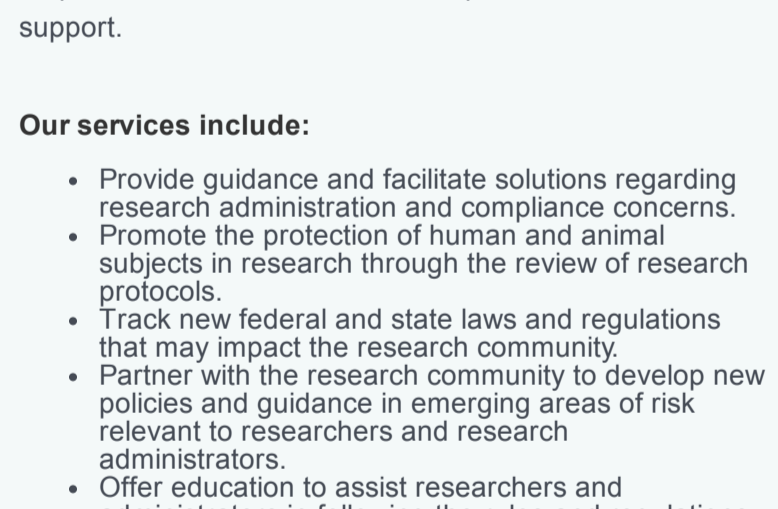 support.
Our services include:
• Provide guidance and facilitate solutions regarding
research administration and compliance concerns.
• Promote the protection of human and animal
subjects in research through the review of research
protocols.
• Track new federal and state laws and regulations
that may impact the research community.
• Partner with the research community to develop new
policies and guidance in emerging areas of risk
relevant to researchers and research
administrators.
• Offer education to assist researchers and